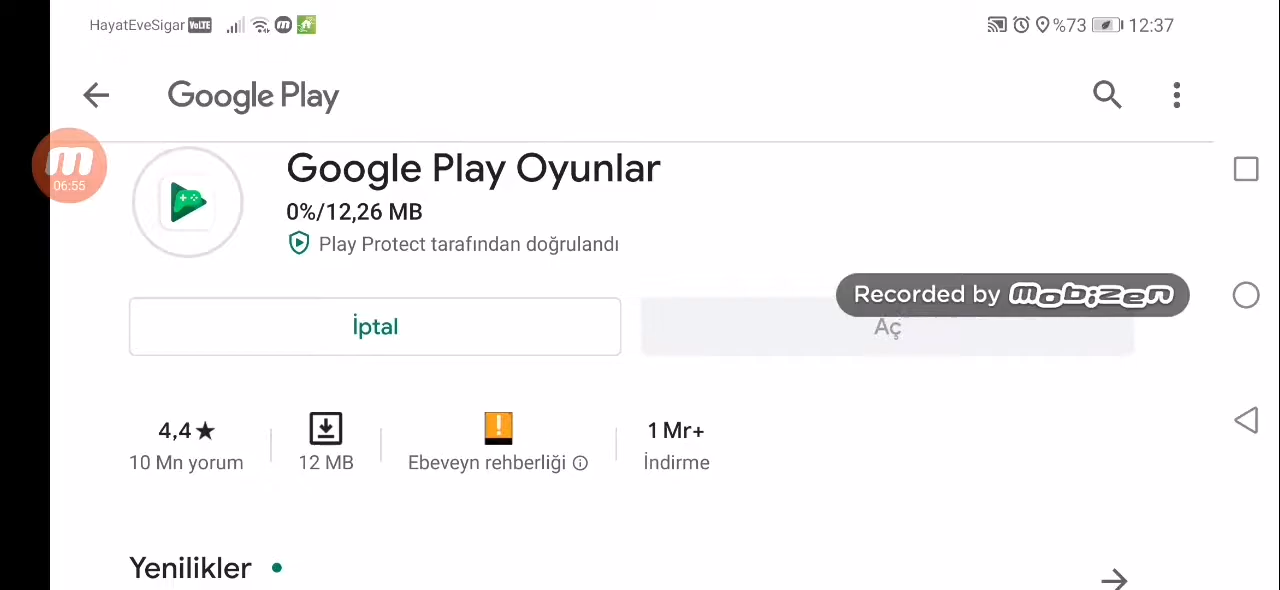 HayatEveSigar VoLTE
%73 12:37
Google Play
06:55
Google Play Oyunlar
0%/12,26 MB
Play Protect tarafından doğrulandı
Recorded by mobizen
İptal
Aç
4,4★
10 Mn yorum
12 MB
Ebeveyn rehberliği
1 Mr+
İndirme
Yenilikler